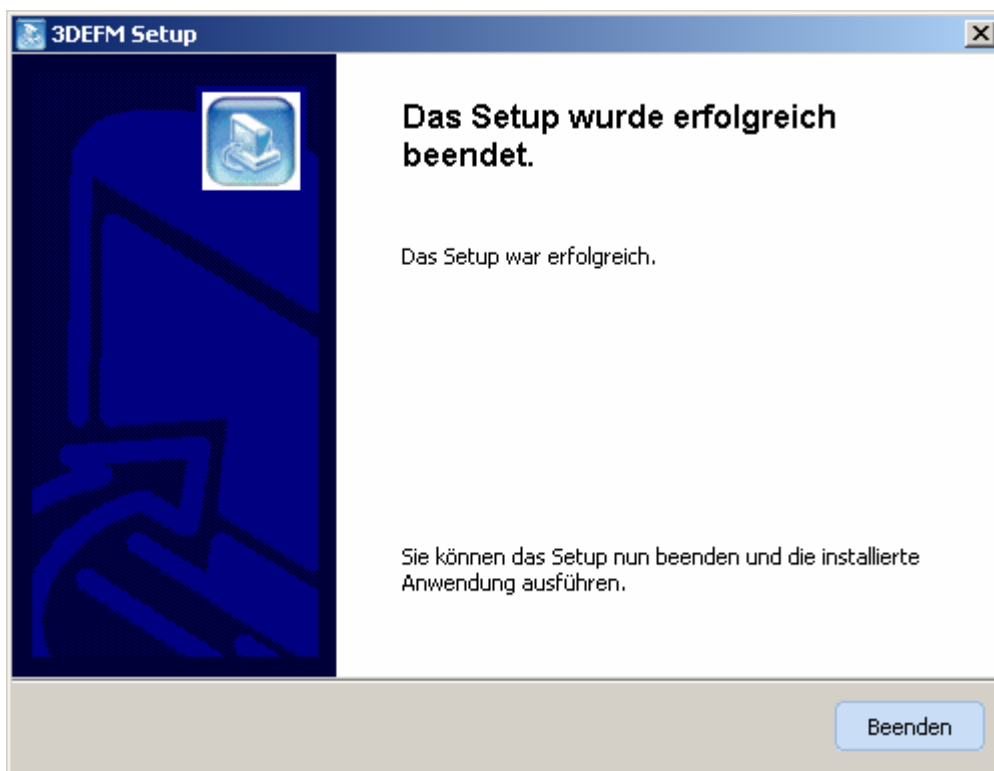 3DEFM Setup
Das Setup wurde erfolgreich
beendet.
Das Setup war erfolgreich.
Sie können das Setup nun beenden und die installierte
Anwendung ausführen.
Beenden